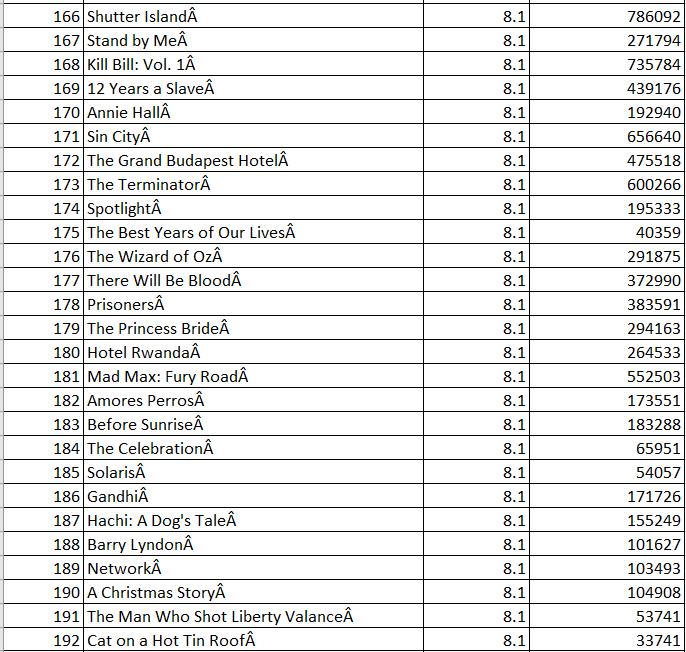 166 Shutter IslandÂ 8.1 786092
167 Stand by MeÂ 8.1 271794
168 Kill Bill: Vol. 1Â 8.1 735784
169 12 Years a SlaveÂ 8.1 439176
170 Annie HallÂ 8.1 192940
171 Sin CityÂ 8.1 656640
172 The Grand Budapest HotelÂ 8.1 475518
173 The TerminatorÂ 8.1 600266
174 SpotlightÂ 8.1 195333
175 The Best Years of Our LivesÂ 8.1 40359
176 The Wizard of OzÂ 8.1 291875
177 There Will Be BloodÂ 8.1 372990
178 PrisonersÂ 8.1 383591
179 The Princess BrideÂ 8.1 294163
180 Hotel RwandaÂ 8.1 264533
181 Mad Max: Fury RoadÂ 8.1 552503
182 Amores PerrosÂ 8.1 173551
183 Before SunriseÂ 8.1 183288
184 The CelebrationÂ 8.1 65951
185 SolarisÂ 8.1 54057
186 GandhiÂ 8.1 171726
187 Hachi: A Dog's TaleÂ 8.1 155249
188 Barry LyndonÂ 8.1 101627
189 NetworkÂ 8.1 103493
190 A Christmas StoryÂ 8.1 104908
191 The Man Who Shot Liberty ValanceÂ 8.1 53741
192 Cat on a Hot Tin RoofÂ 8.1 33741